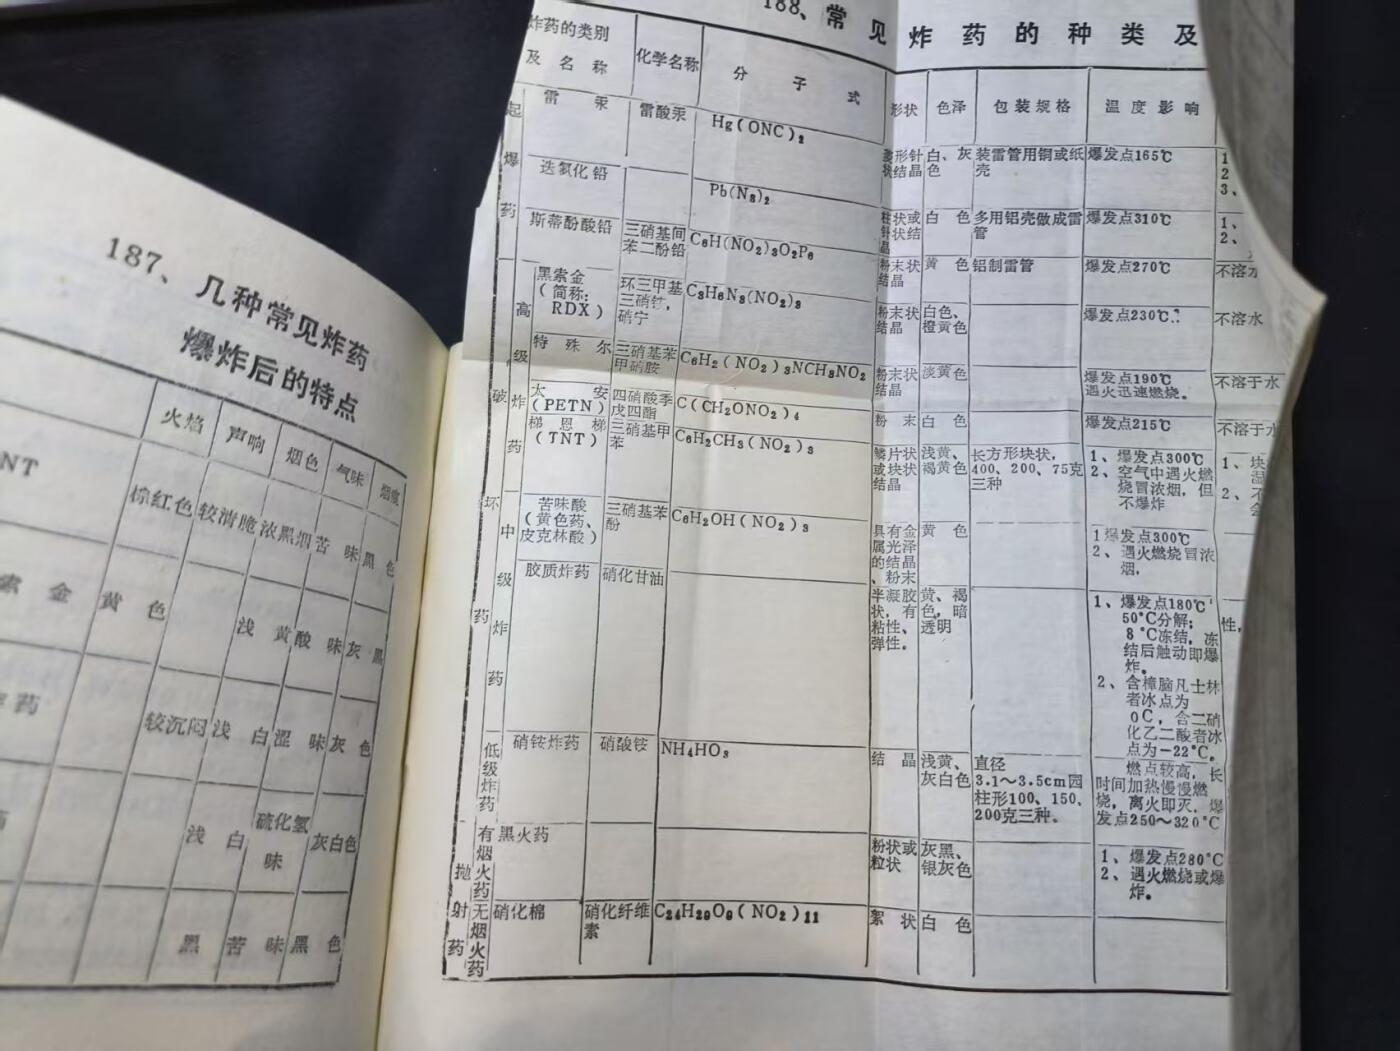 187、几种常见炸药
爆炸后的特点
火焰 声响 烟色 气味 烟度
NT 棕红色 较清脆 浓黑烟 苦味 黑色
索金 黄色 浅黄 酸味 灰黑
炸药 较沉闷 浅白 涩味 灰色
药 浅白 硫化氢味 灰白色
黑 苦味 黑色
188、常见炸药的种类及
炸药的类别及名称 化学名称 分子式 形状 色泽 包装规格 温度影响
起爆药
雷汞 雷酸汞 Hg(ONC)₂ 菱形针状结晶 白、灰色 装雷管用铜或纸壳 爆发点165℃ 1 2 3、
迭氮化铅 Pb(N₃)₂ 柱状或针状结晶 白色 多用铝壳做成雷管 爆发点310℃ 1、 2、
斯蒂酚酸铅 三硝基间苯二酚铅 C₆H(NO₂)₃O₂P₆ 粉末状结晶 黄色 铝制雷管 爆发点270℃ 不溶水
破坏药
高级炸药
黑索金(简称:RDX) 环三甲基三硝铵,硝宁 C₃H₆N₃(NO₂)₃ 粉末状结晶 白色、橙黄色 爆发点230℃ 不溶水
特殊尔 三硝基苯甲硝胺 C₆H₂(NO₂)₃NCH₃NO₂ 粉末状结晶 淡黄色 爆发点190℃遇火迅速燃烧。 不溶于水
太安(PETN) 四硝酸季戊四酯 C(CH₂ONO₂)₄ 粉末 白色 爆发点215℃ 不溶于水
梯恩梯(TNT) 三硝基甲苯 C₆H₂CH₃(NO₂)₃ 鳞片状或块状结晶 浅黄、褐黄色 长方形块状,400、200、75克三种 1、爆发点300℃ 2、空气中遇火燃烧冒浓烟,但不爆炸 1、块 2、不会
中级炸药
苦味酸(黄色药、皮克林酸) 三硝基苯酚 C₆H₂OH(NO₂)₃ 具有金属光泽的结晶、粉末 黄色 1爆发点300℃ 2、遇火燃烧冒浓烟,
胶质炸药 硝化甘油 半凝胶状,有粘性、弹性。 黄、褐色,暗透明 1、爆发点180℃ 50°C分解;8°C冻结,冻结后触动即爆炸。 2、含樟脑凡士林者冰点为0C,含二硝化乙二酸者冰点为-22°C。 性,
低级炸药
硝铵炸药 硝酸铵 NH₄HO₃ 结晶 浅黄、灰白色 直径3.1～3.5cm园柱形100、150、200克三种。 燃点较高,长时间加热慢慢燃烧,离火即灭,爆发点250～320°C
抛射药
有烟火药 黑火药 粉状或粒状 灰黑、银灰色 1、爆发点280°C 2、遇火燃烧或爆炸。
无烟火药 硝化棉 硝化纤维素 C₂₄H₂₉O₉(NO₂)11 絮状 白色